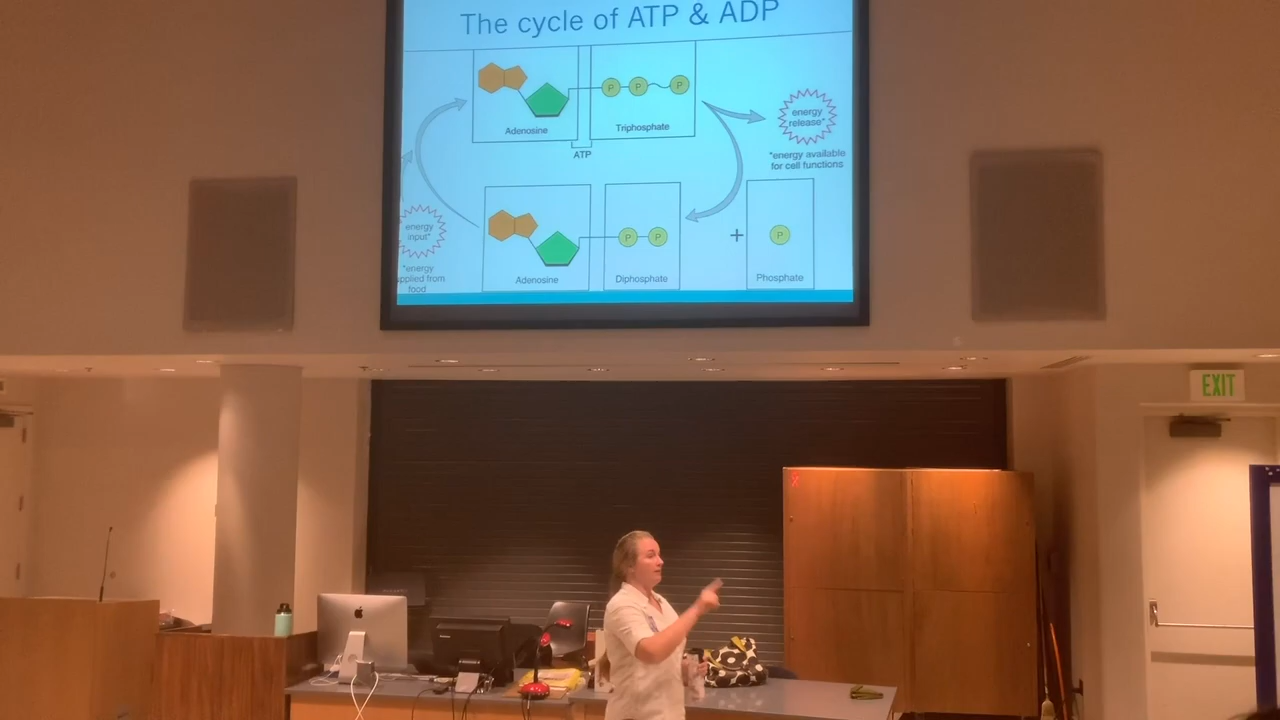 The cycle of ATP & ADP
P P P
Adenosine
Triphosphate
ATP
energy
release*
*energy available
for cell functions
energy
input*
*energy
pplied from
food
P P
+
P
Adenosine
Diphosphate
Phosphate
EXIT